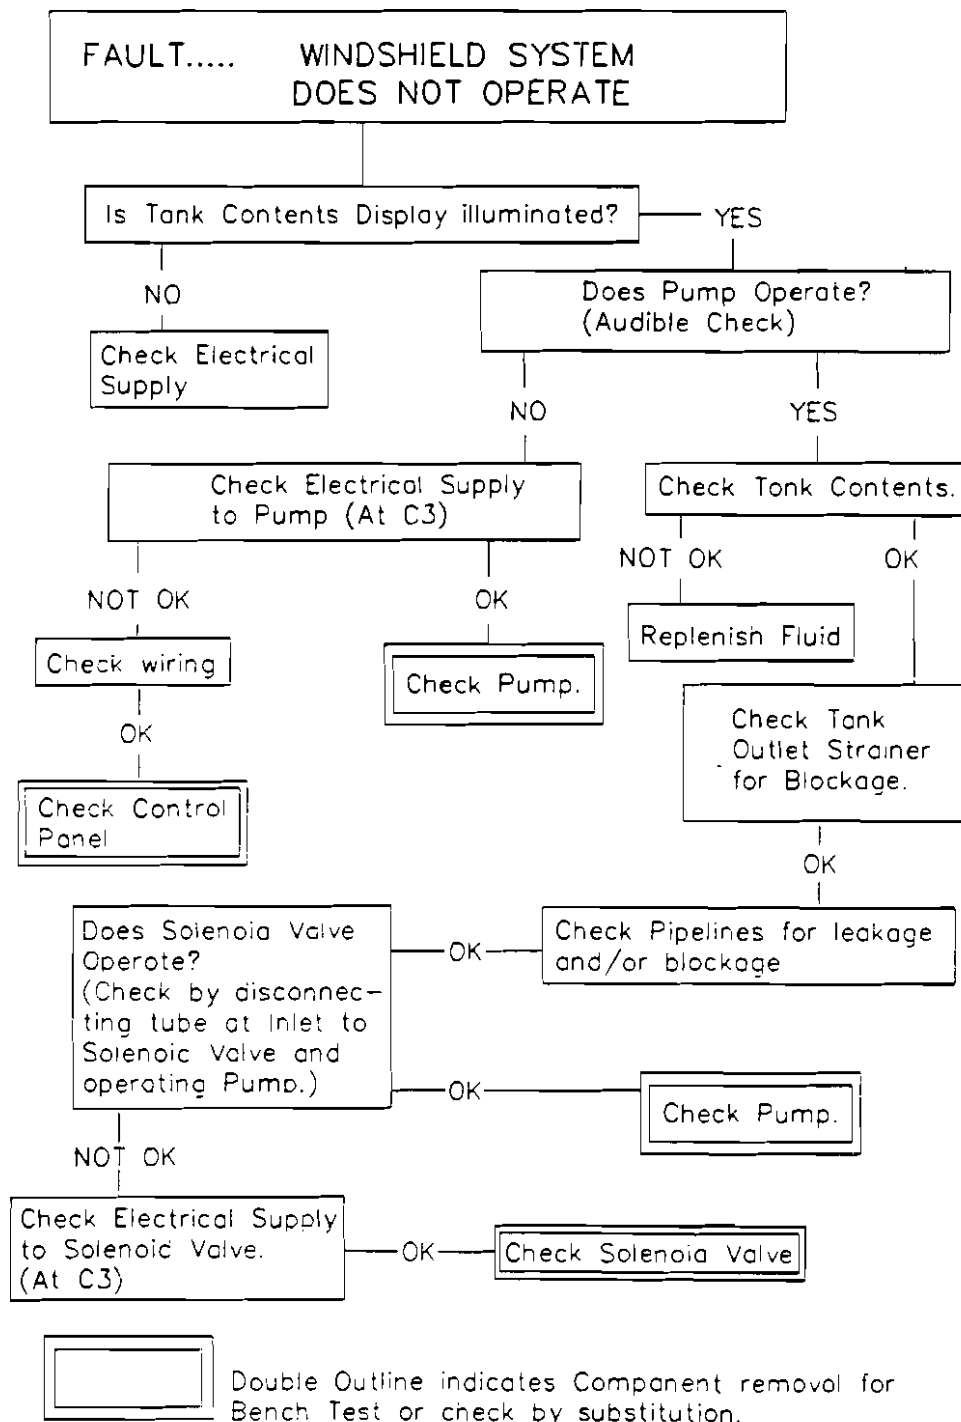 FAULT..... WINDSHIELD SYSTEM
DOES NOT OPERATE
Is Tank Contents Display illuminated?
YES
NO
Does Pump Operate?
(Audible Check)
Check Electrical
Supply
NO
YES
Check Electrical Supply
to Pump (At C3)
Check Tonk Contents.
NOT OK
OK
NOT OK
OK
Replenish Fluid
Check wiring
Check Pump.
OK
Check Tank
Outlet Strainer
for Blockage.
Check Control
Panel
OK
Does Solenoia Valve
Operote?
(Check by disconnec-
ting tube at Inlet to
Solenoic Valve and
operating Pump.)
OK
Check Pipelines for leakage
and/or blockage
OK
Check Pump.
NOT OK
Check Electrical Supply
to Solenoic Valve.
(At C3)
OK
Check Solenoia Valve
Double Outline indicates Companent removal for
Bench Test or check by substitution.